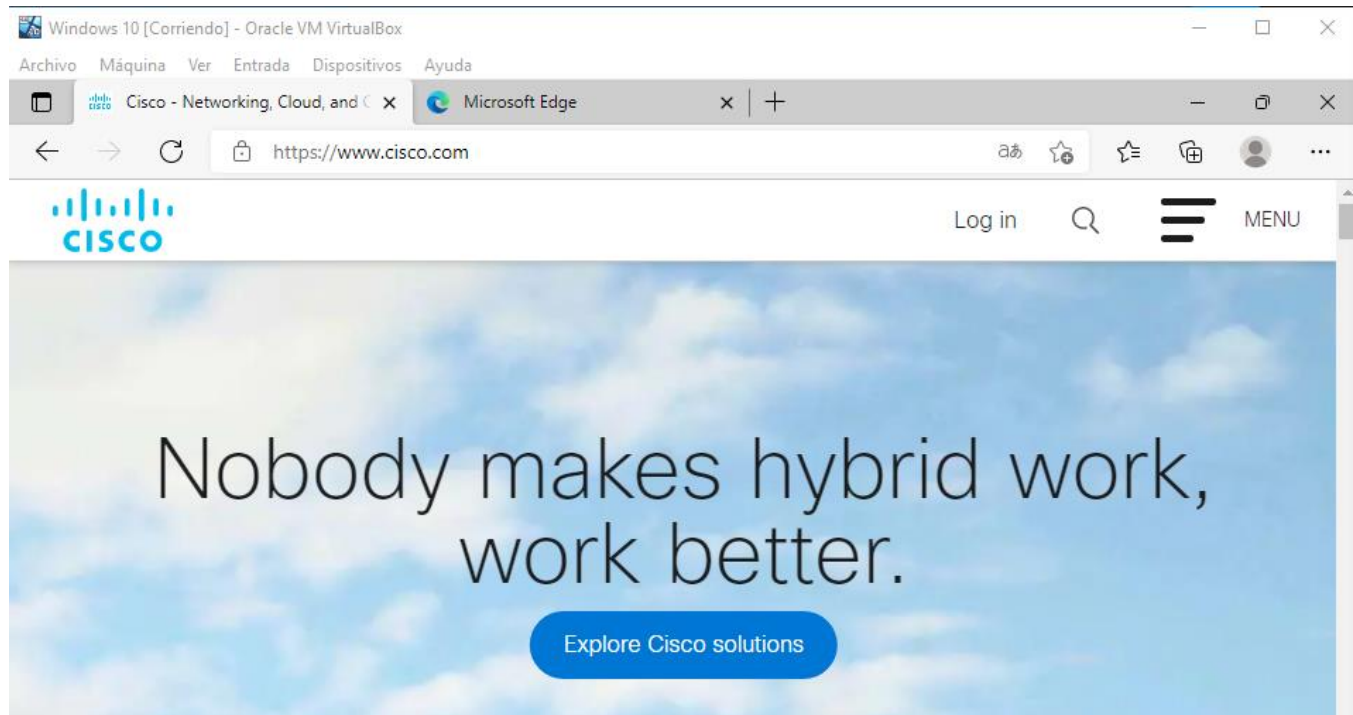 Windows 10 [Corriendo] - Oracle VM VirtualBox
Archivo Máquina Ver Entrada Dispositivos Ayuda
Cisco - Networking, Cloud, and Microsoft Edge
https://www.cisco.com
CISCO Log in MENU
Nobody makes hybrid work,
work better.
Explore Cisco solutions